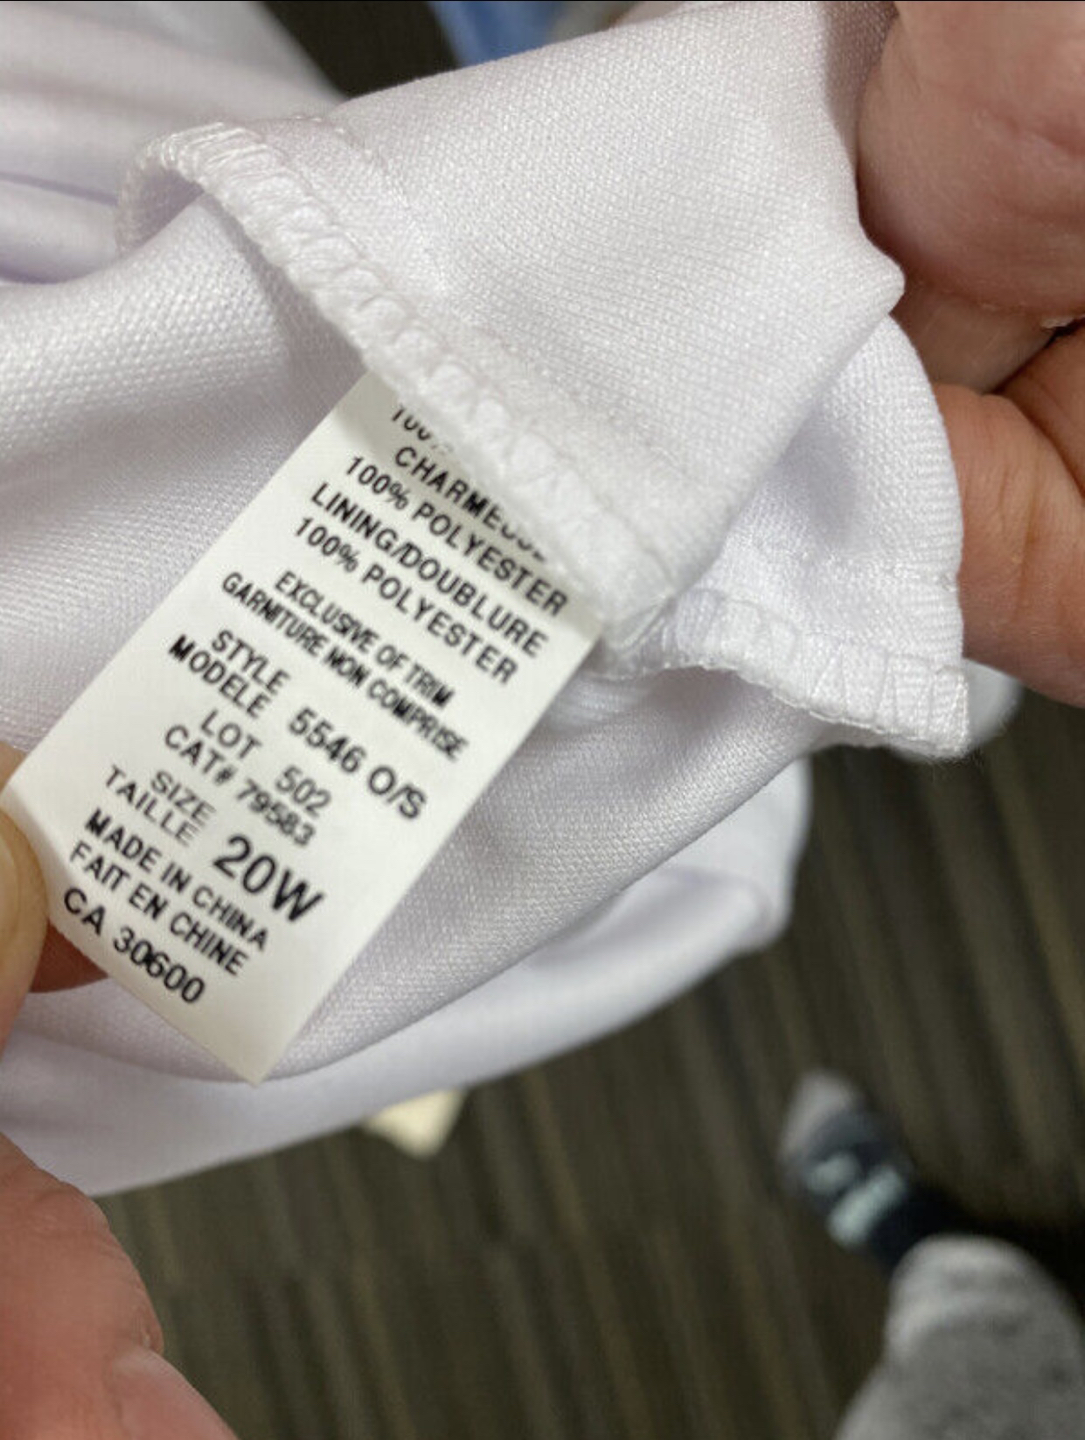 CHARMEUSE
100% POLYESTER
LINING/DOUBLURE
100% POLYESTER
EXCLUSIVE OF TRIM
GARNITURE NON COMPRISE
STYLE
MODELE 5546 O/S
LOT 502
CAT# 79583
SIZE
TAILLE 20W
MADE IN CHINA
FAIT EN CHINE
CA 30600